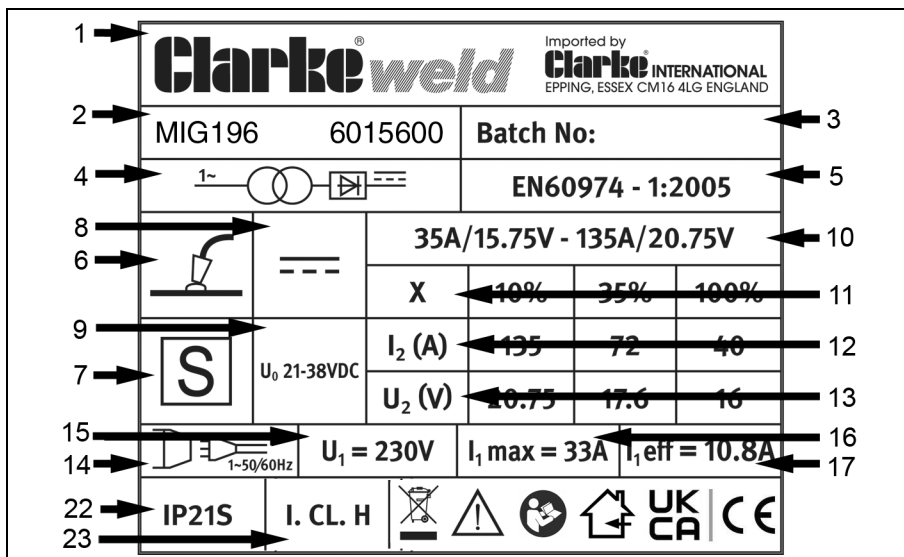 1
Clarke® weld
Imported by
Clarke® INTERNATIONAL
EPPING, ESSEX CM16 4LG ENGLAND
2
MIG196 6015600
Batch No:
3
4
1~
EN60974 - 1:2005
5
8
6
35A/15.75V - 135A/20.75V
10
X 10% 35% 100%
11
9
7
S
U₀ 21-38VDC
I₂ (A) 135 72 40
12
U₂ (V) 20.75 17.6 16
13
15
14
1~50/60Hz
U₁ = 230V
I₁ max = 33A
16
I₁ eff = 10.8A
17
22
IP21S
23
I. CL. H
UK
CA
CE